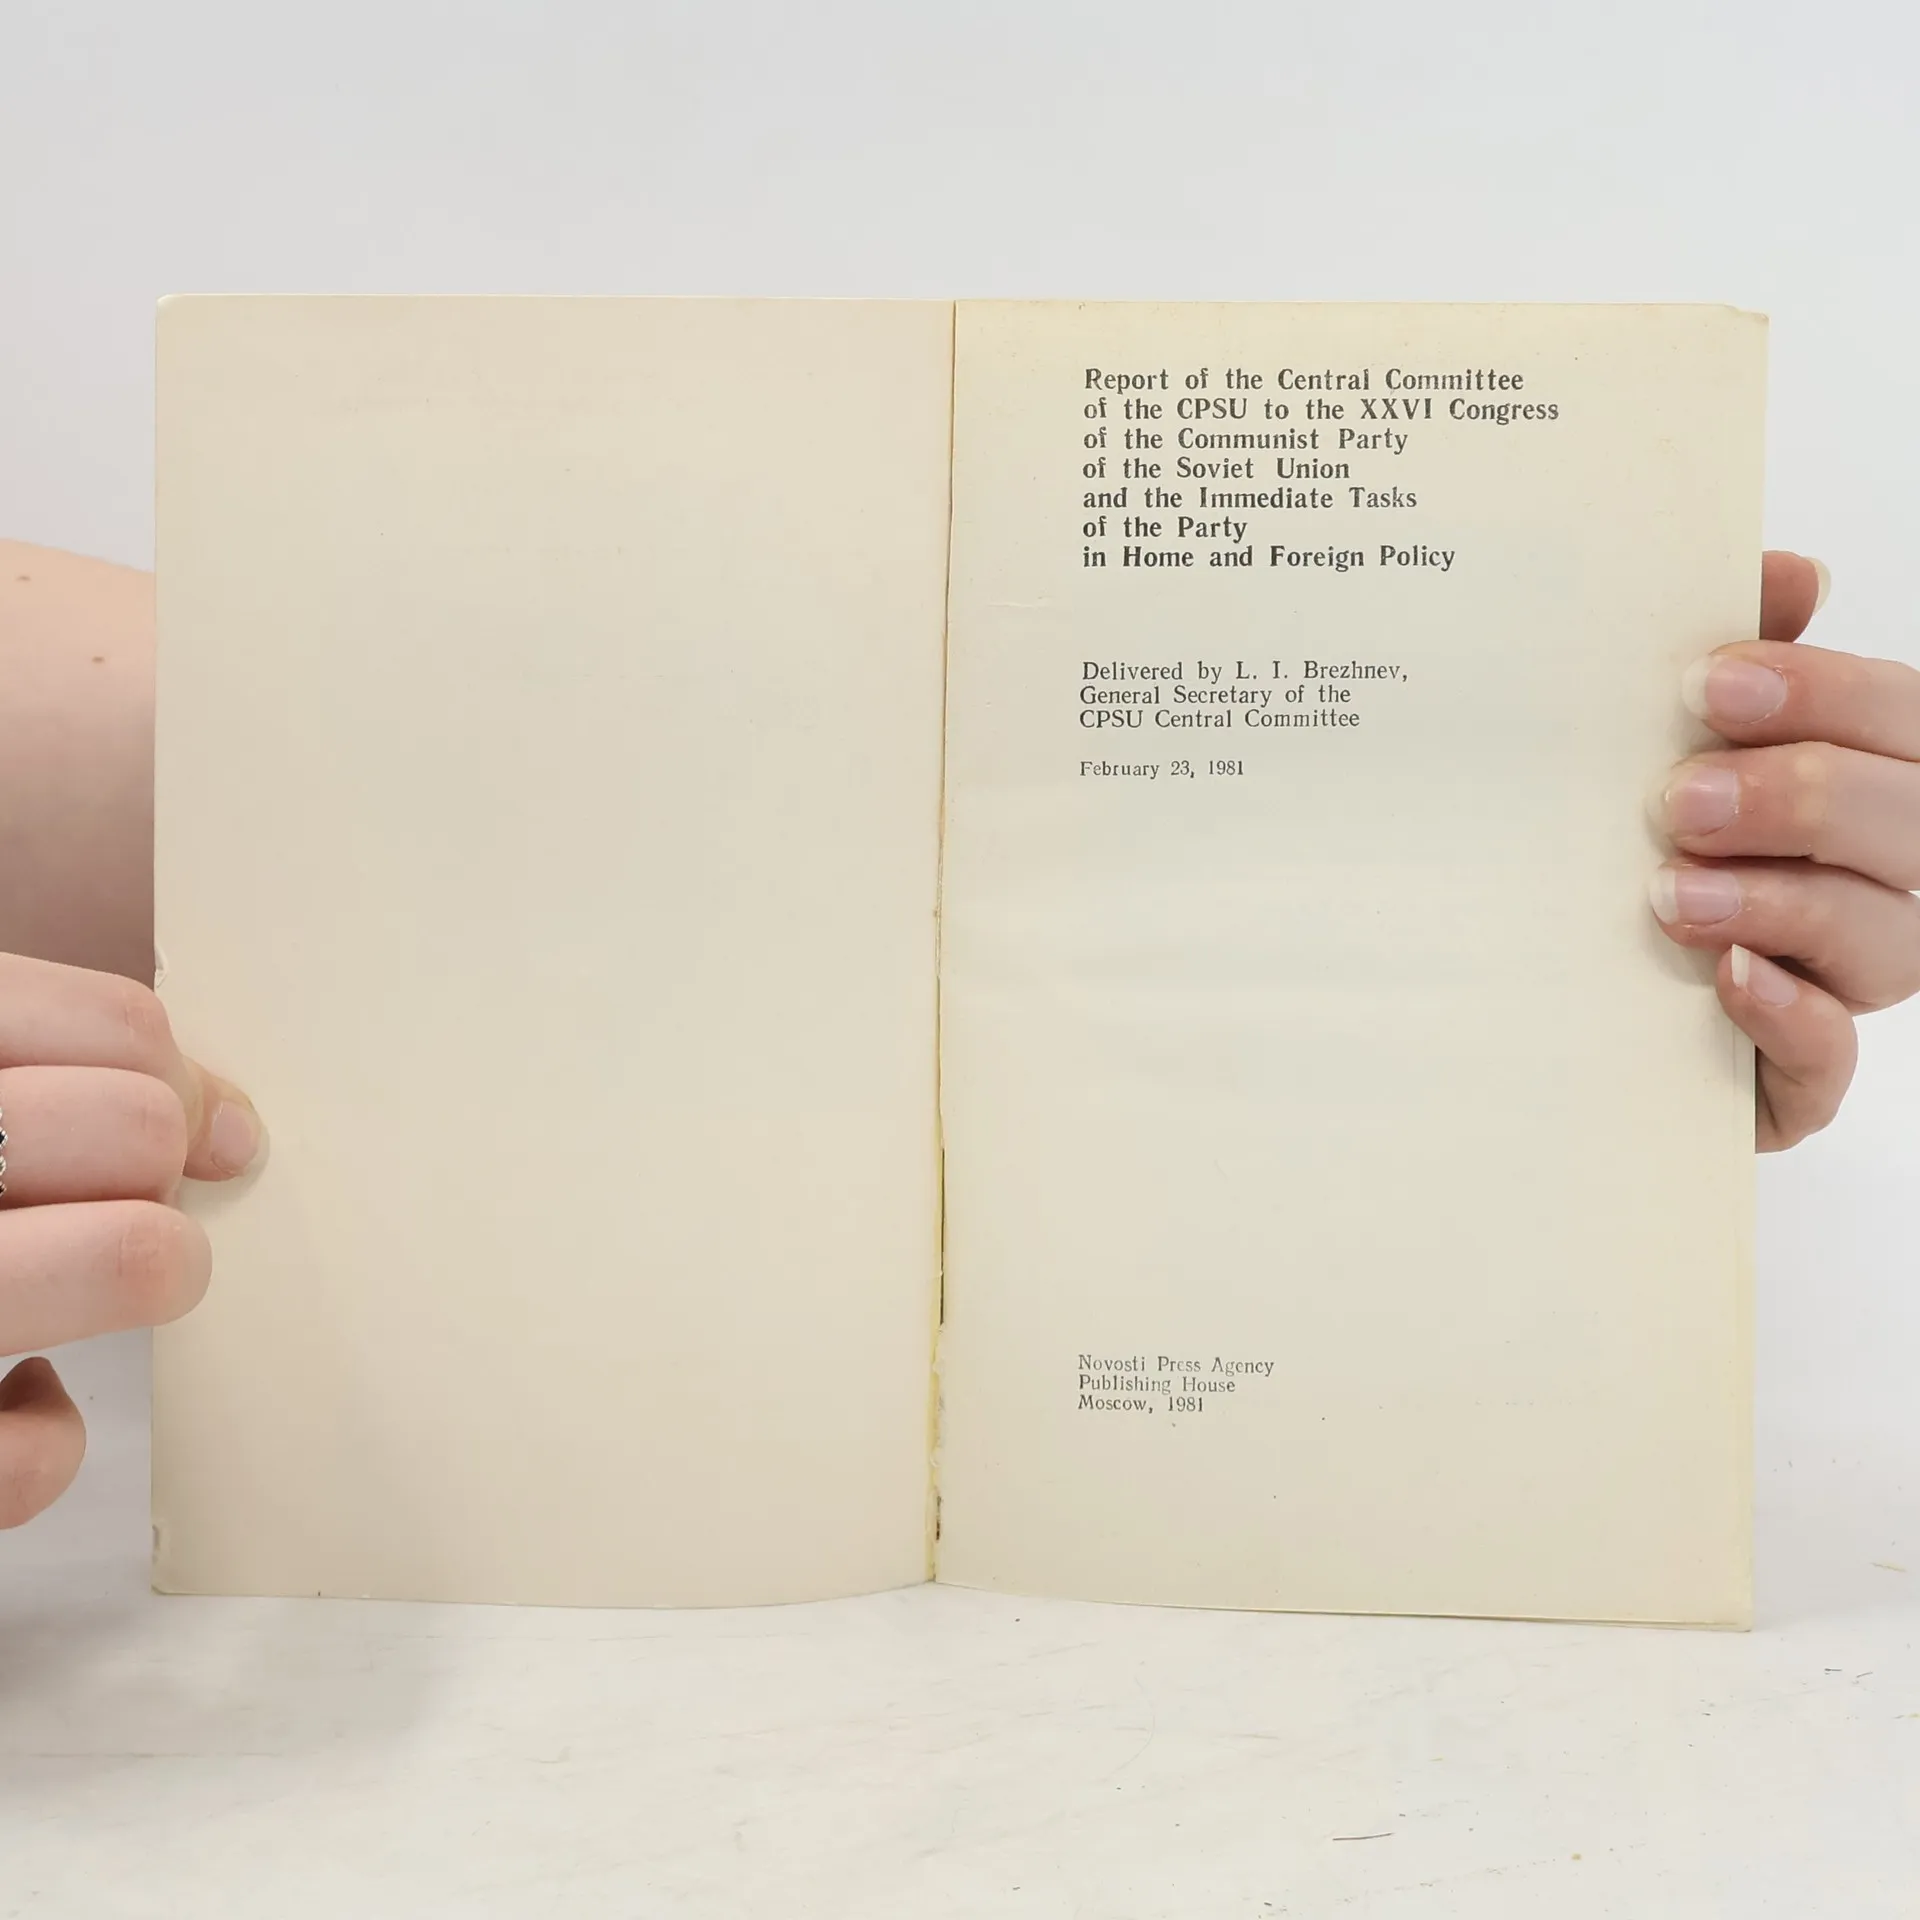 Report of the Central Committee
of the CPSU to the XXVI Congress
of the Communist Party
of the Soviet Union
and the Immediate Tasks
of the Party
in Home and Foreign Policy
Delivered by L. I. Brezhnev,
General Secretary of the
CPSU Central Committee
February 23, 1981
Novosti Press Agency
Publishing House
Moscow, 1981